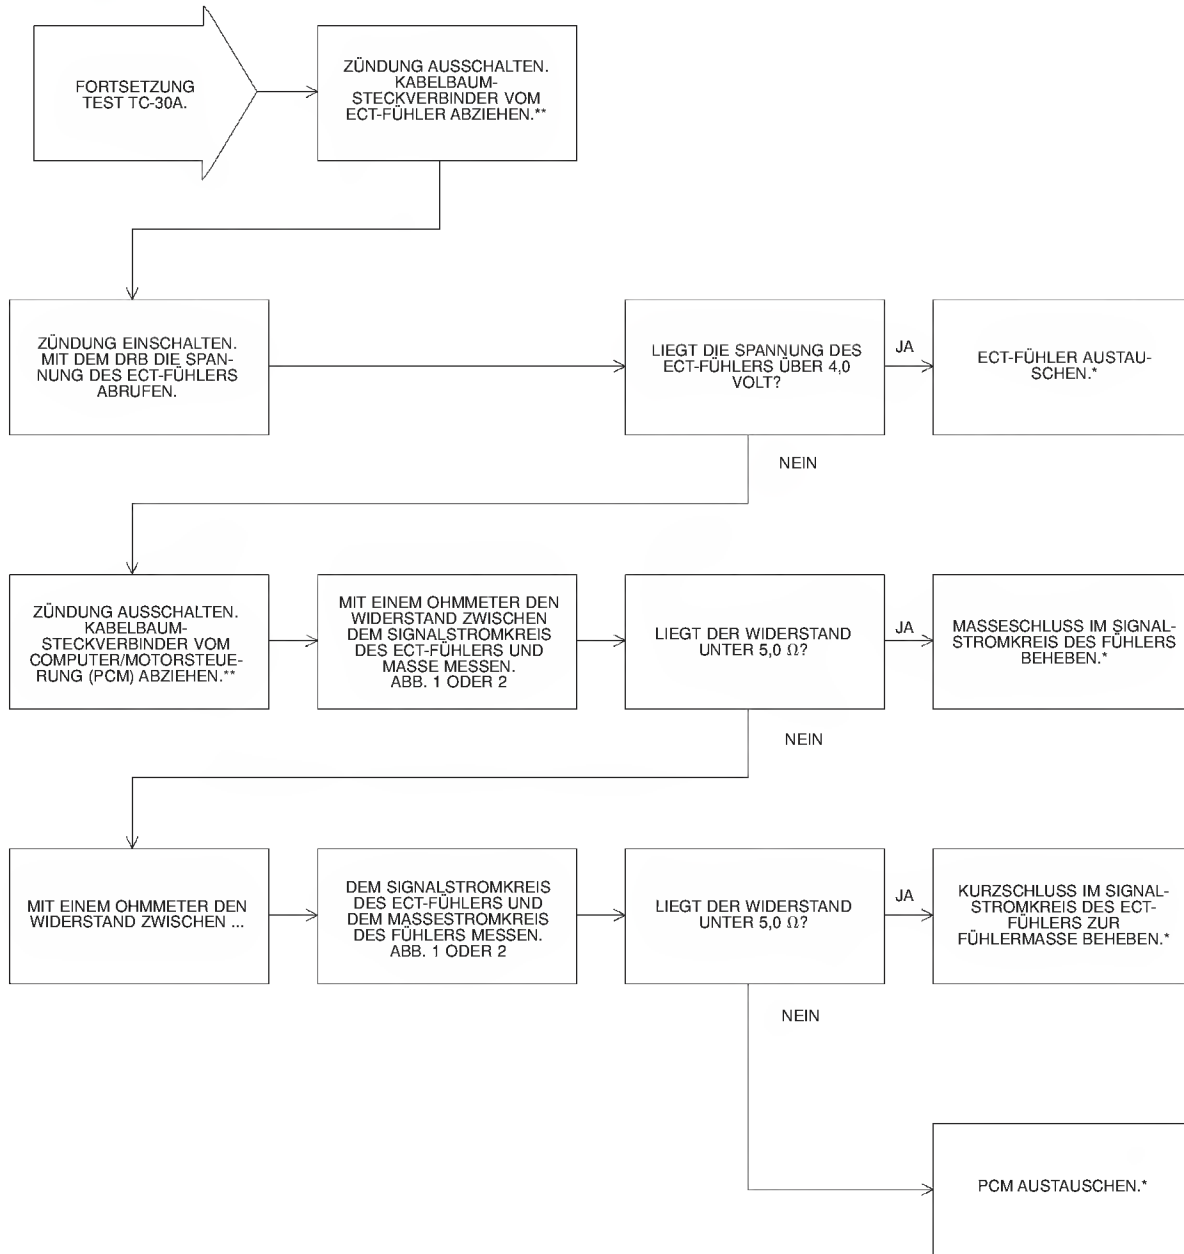 FORTSETZUNG
TEST TC-30A.
ZÜNDUNG AUSSCHALTEN.
KABELBAUM-
STECKVERBINDER VOM
ECT-FÜHLER ABZIEHEN.**
ZÜNDUNG EINSCHALTEN.
MIT DEM DRB DIE SPAN-
NUNG DES ECT-FÜHLERS
ABRUFEN.
LIEGT DIE SPANNUNG DES
ECT-FÜHLERS ÜBER 4,0
VOLT?
JA
ECT-FÜHLER AUSTAU-
SCHEN.*
NEIN
ZÜNDUNG AUSSCHALTEN.
KABELBAUM-
STECKVERBINDER VOM
COMPUTER/MOTORSTEUE-
RUNG (PCM) ABZIEHEN.**
MIT EINEM OHMMETER DEN
WIDERSTAND ZWISCHEN
DEM SIGNALSTROMKREIS
DES ECT-FÜHLERS UND
MASSE MESSEN.
ABB. 1 ODER 2
LIEGT DER WIDERSTAND
UNTER 5,0 Ω?
JA
MASSESCHLUSS IM SIGNAL-
STROMKREIS DES FÜHLERS
BEHEBEN.*
NEIN
MIT EINEM OHMMETER DEN
WIDERSTAND ZWISCHEN ...
DEM SIGNALSTROMKREIS
DES ECT-FÜHLERS UND
DEM MASSESTROMKREIS
DES FÜHLERS MESSEN.
ABB. 1 ODER 2
LIEGT DER WIDERSTAND
UNTER 5,0 Ω?
JA
KURZSCHLUSS IM SIGNAL-
STROMKREIS DES ECT-
FÜHLERS ZUR
FÜHLERMASSE BEHEBEN.*
NEIN
PCM AUSTAUSCHEN.*